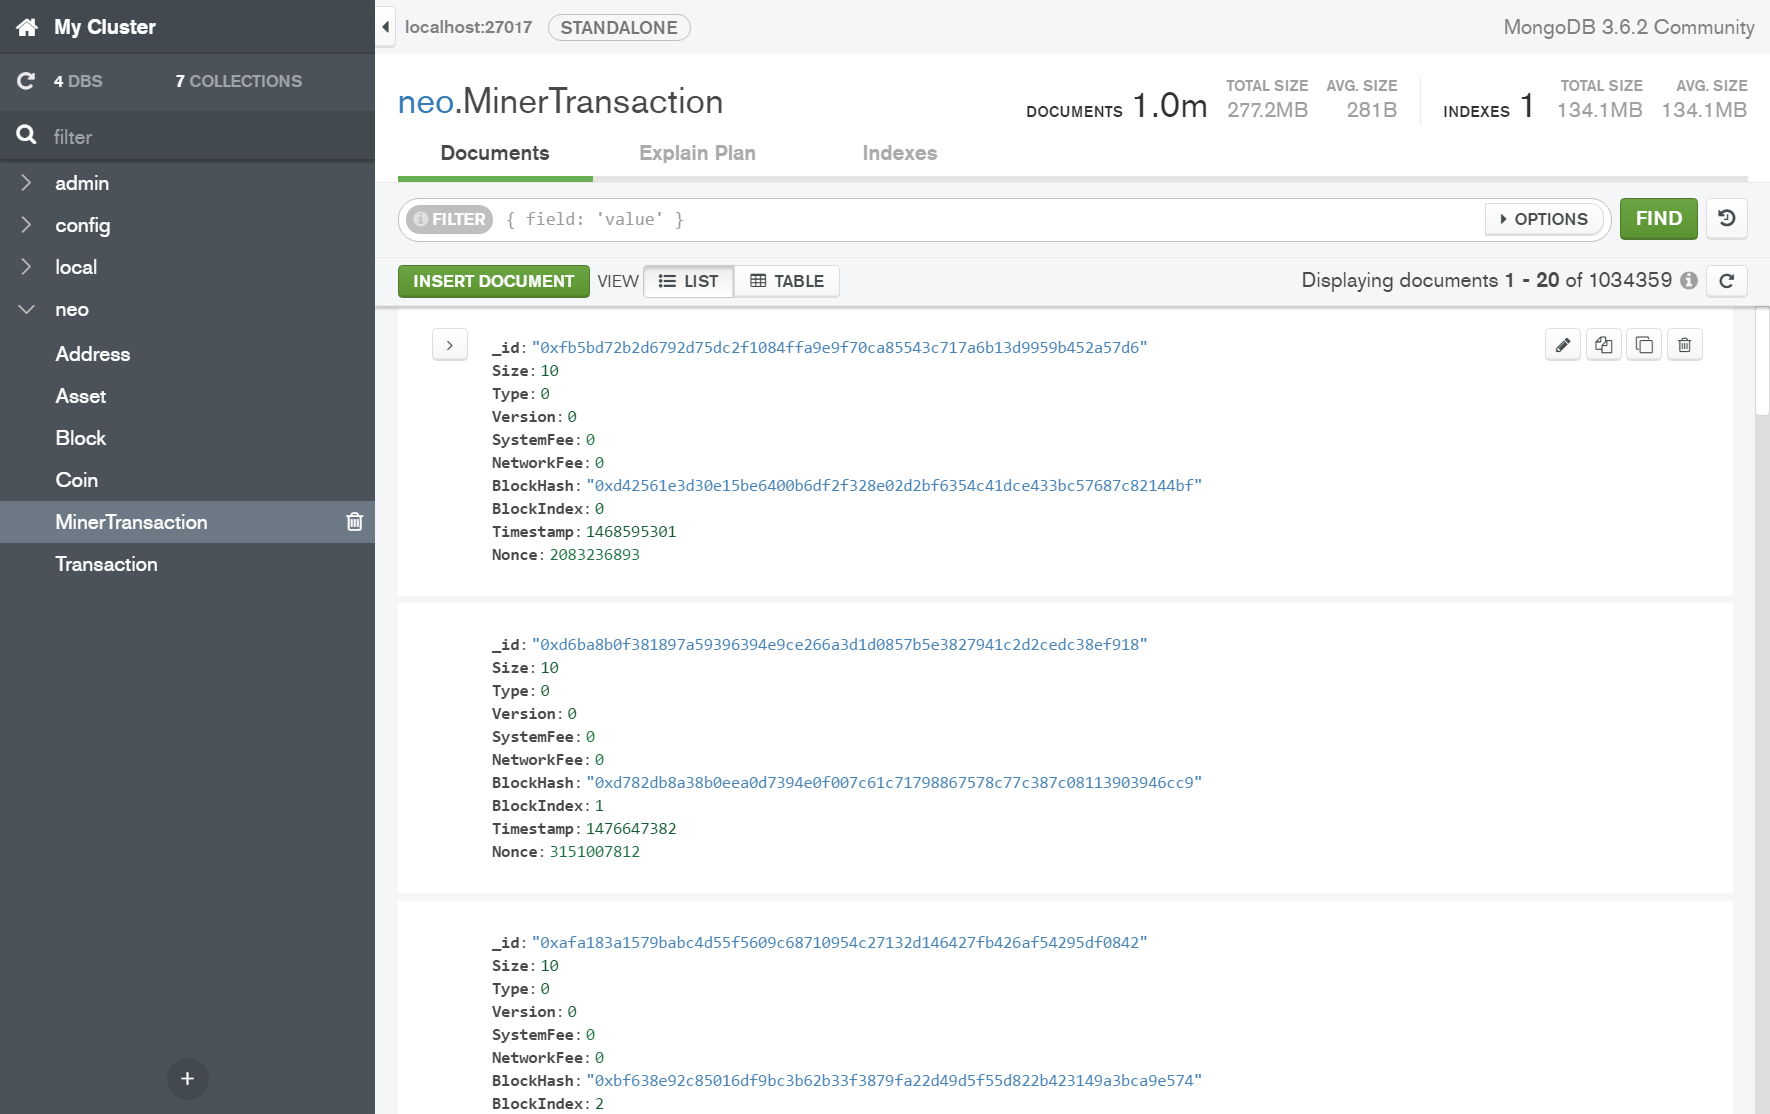 My Cluster
4 DBS 7 COLLECTIONS
filter
admin
config
local
neo
Address
Asset
Block
Coin
MinerTransaction
Transaction
+
localhost:27017 STANDALONE MongoDB 3.6.2 Community
neo.MinerTransaction
DOCUMENTS 1.0m TOTAL SIZE 277.2MB AVG. SIZE 281B INDEXES 1 TOTAL SIZE 134.1MB AVG. SIZE 134.1MB
Documents Explain Plan Indexes
FILTER { field: 'value' } OPTIONS FIND
INSERT DOCUMENT VIEW LIST TABLE Displaying documents 1 - 20 of 1034359
_id: "0xfb5bd72b2d6792d75dc2f1084ffa9e9f70ca85543c717a6b13d9959b452a57d6"
Size: 10
Type: 0
Version: 0
SystemFee: 0
NetworkFee: 0
BlockHash: "0xd42561e3d30e15be6400b6df2f328e02d2bf6354c41dce433bc57687c82144bf"
BlockIndex: 0
Timestamp: 1468595301
Nonce: 2083236893
_id: "0xd6ba8b0f381897a59396394e9ce266a3d1d0857b5e3827941c2d2cedc38ef918"
Size: 10
Type: 0
Version: 0
SystemFee: 0
NetworkFee: 0
BlockHash: "0xd782db8a38b0eea0d7394e0f007c61c71798867578c77c387c08113903946cc9"
BlockIndex: 1
Timestamp: 1476647382
Nonce: 3151007812
_id: "0xafa183a1579babc4d55f5609c68710954c27132d146427fb426af54295df0842"
Size: 10
Type: 0
Version: 0
SystemFee: 0
NetworkFee: 0
BlockHash: "0xbf638e92c85016df9bc3b62b33f3879fa22d49d5f55d822b423149a3bca9e574"
BlockIndex: 2